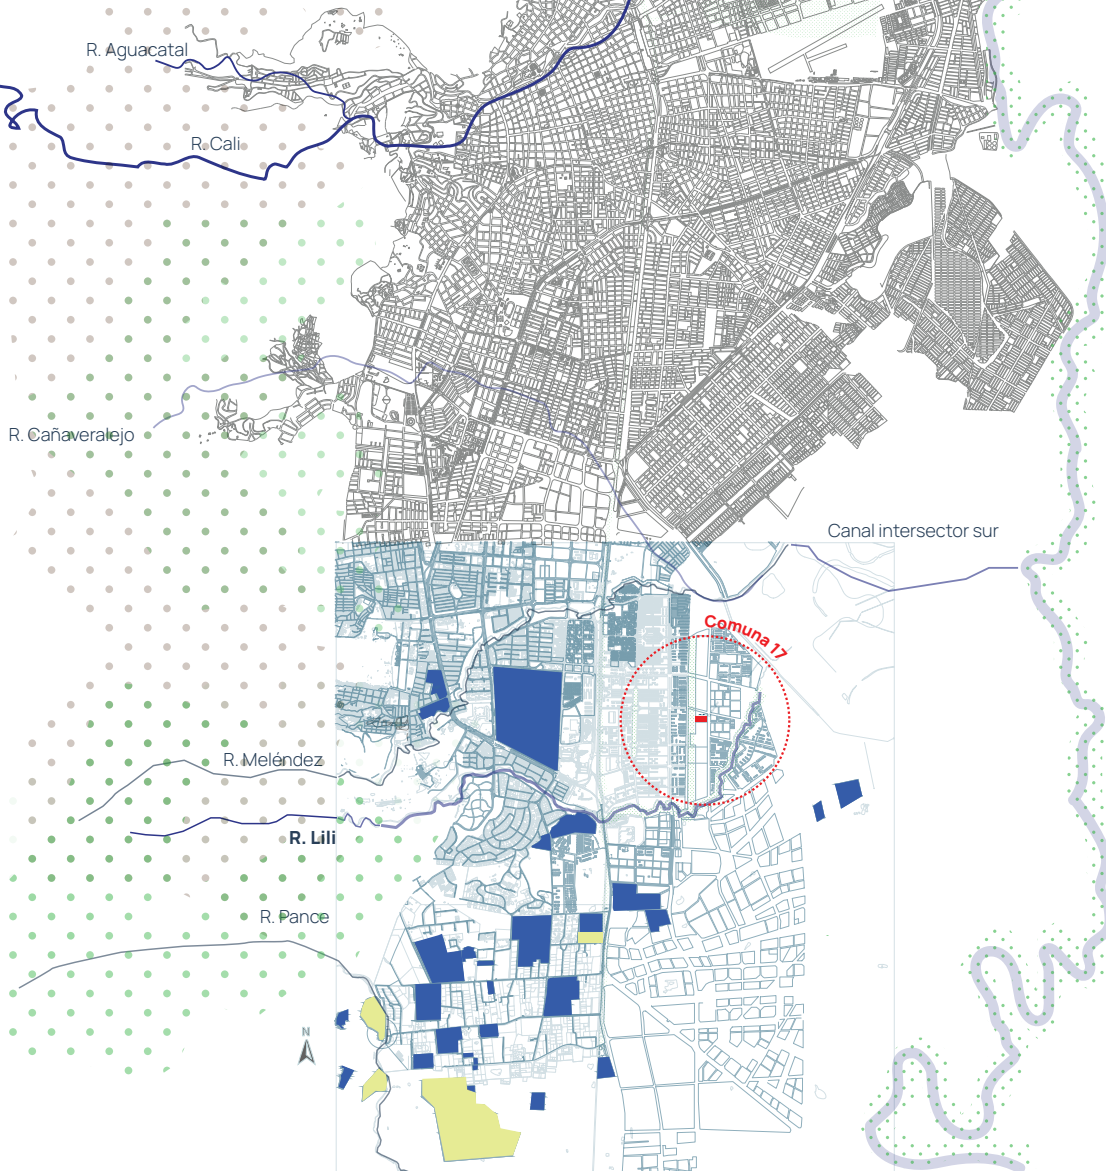 R. Aguacatal
R. Cali
R. Cañaveralejo
Canal intersector sur
Comuna 17
R. Meléndez
R. Lili
R. Pance
N